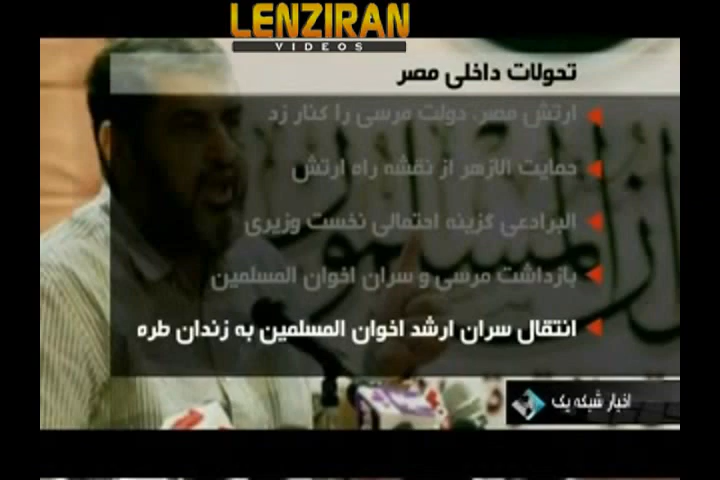 LENZIRAN
VIDEOS
تحولات داخلی مصر
ارتش مصر، دولت مرسی را کنار زد
حمایت الازهر از نقشه راه ارتش
البرادعی گزینه احتمالی نخست وزیری
بازداشت مرسی و سران اخوان المسلمین
انتقال سران ارشد اخوان المسلمین به زندان طره
اخبار شبکه یک